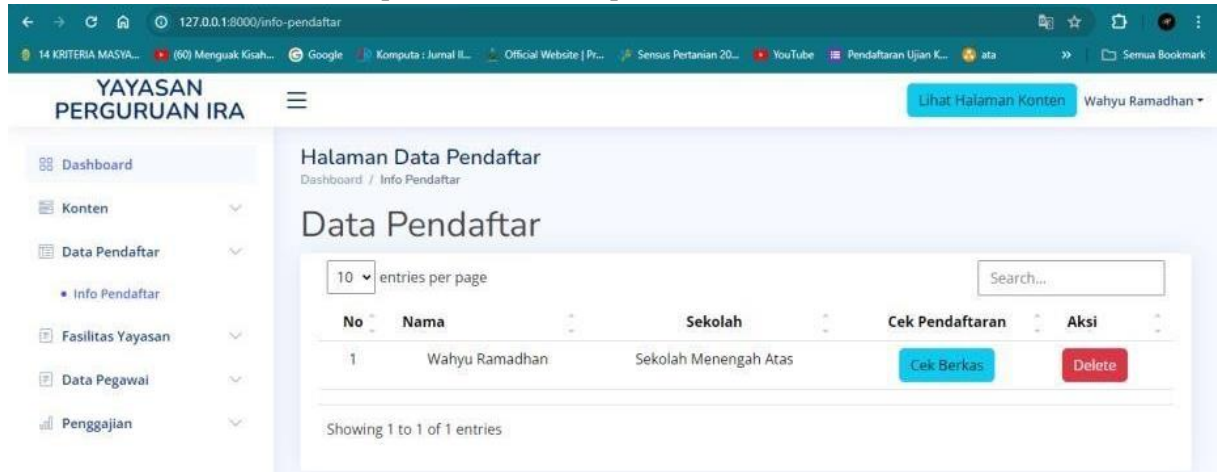 127.0.0.1:8000/info-pendaftar
14 KRITERIA MASYA... (60) Menguak Kisah... Google Komputa : Jurnal Il... Official Website | Pr... Sensus Pertanian 20... YouTube Pendaftaran Ujian K... ata » Semua Bookmark
YAYASAN
PERGURUAN IRA
Lihat Halaman Konten Wahyu Ramadhan
Dashboard
Konten
Data Pendaftar
Info Pendaftar
Fasilitas Yayasan
Data Pegawai
Penggajian
Halaman Data Pendaftar
Dashboard / Info Pendaftar
Data Pendaftar
10 entries per page Search...
No Nama Sekolah Cek Pendaftaran Aksi
1 Wahyu Ramadhan Sekolah Menengah Atas Cek Berkas Delete
Showing 1 to 1 of 1 entries